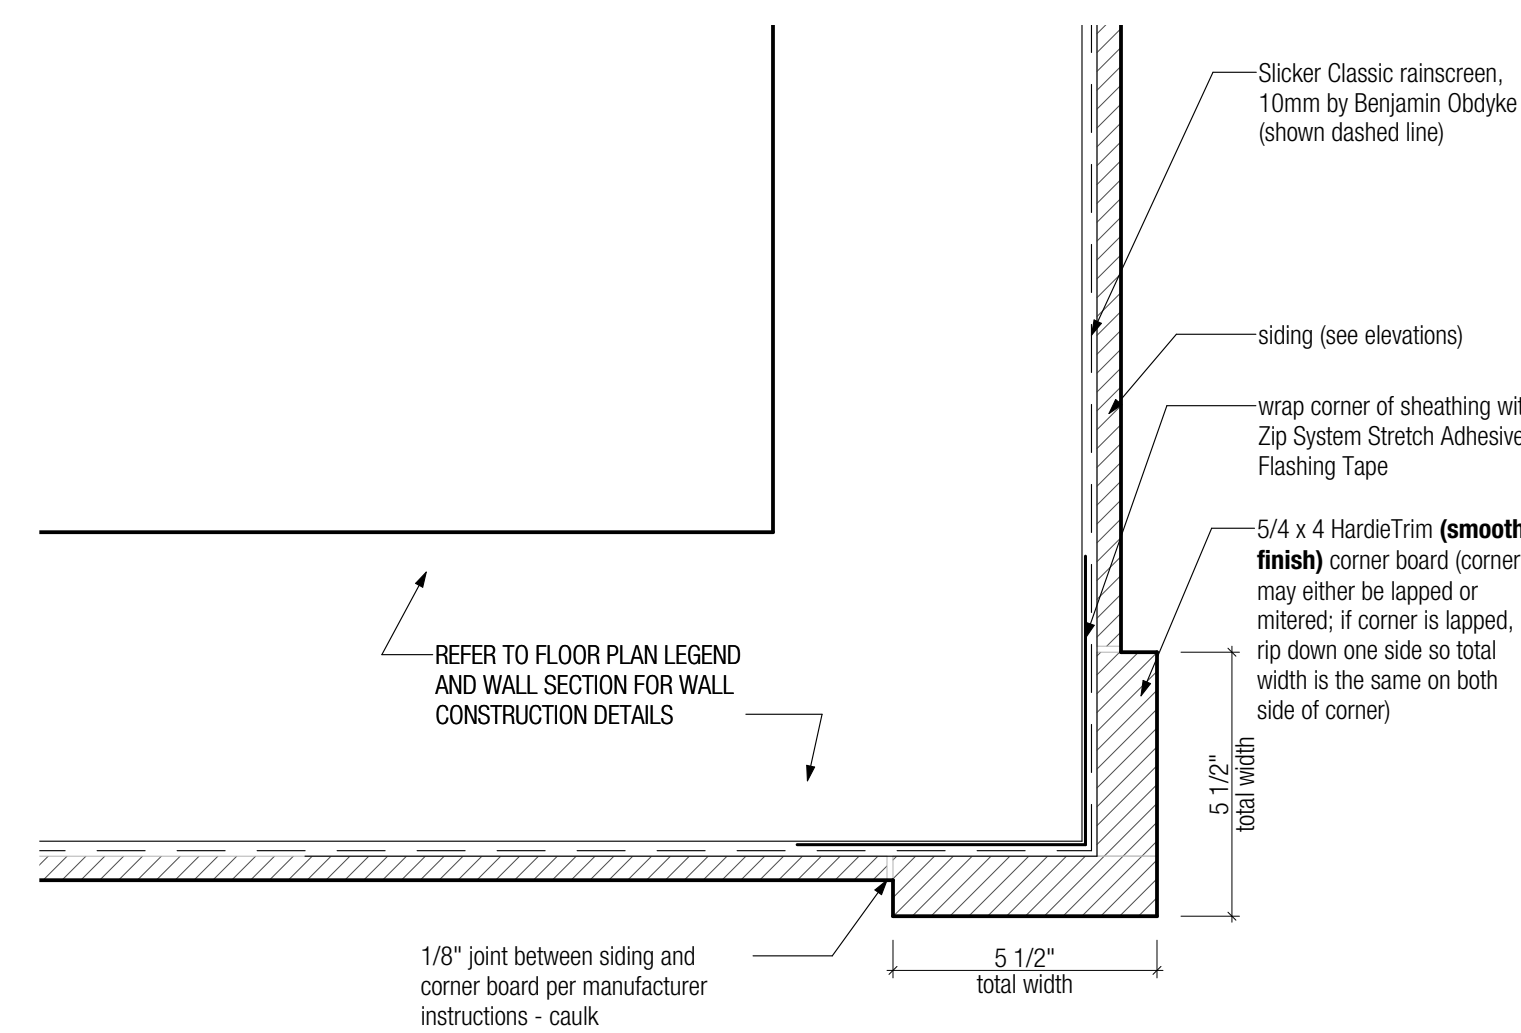 Slicker Classic rainscreen,
10mm by Benjamin Obdyke
(shown dashed line)
siding (see elevations)
wrap corner of sheathing wit
Zip System Stretch Adhesive
Flashing Tape
5/4 x 4 HardieTrim (smooth
finish) corner board (corner
may either be lapped or
mitered; if corner is lapped,
rip down one side so total
width is the same on both
side of corner)
REFER TO FLOOR PLAN LEGEND
AND WALL SECTION FOR WALL
CONSTRUCTION DETAILS
5 1/2"
total width
1/8" joint between siding and
corner board per manufacturer
instructions - caulk
5 1/2"
total width